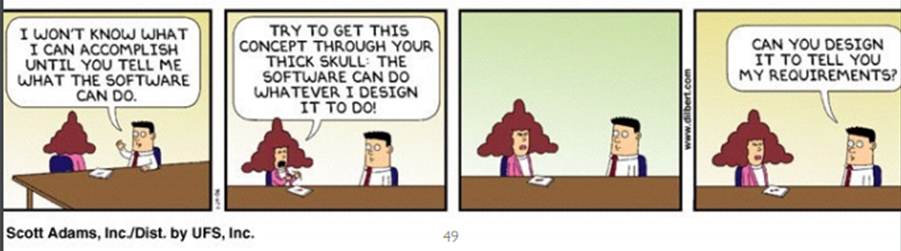 I WON'T KNOW WHAT
I CAN ACCOMPLISH
UNTIL YOU TELL ME
WHAT THE SOFTWARE
CAN DO.
TRY TO GET THIS
CONCEPT THROUGH YOUR
THICK SKULL: THE
SOFTWARE CAN DO
WHATEVER I DESIGN
IT TO DO!
www.dilbert.com
CAN YOU DESIGN
IT TO TELL YOU
MY REQUIREMENTS?
Scott Adams, Inc./Dist. by UFS, Inc.
49